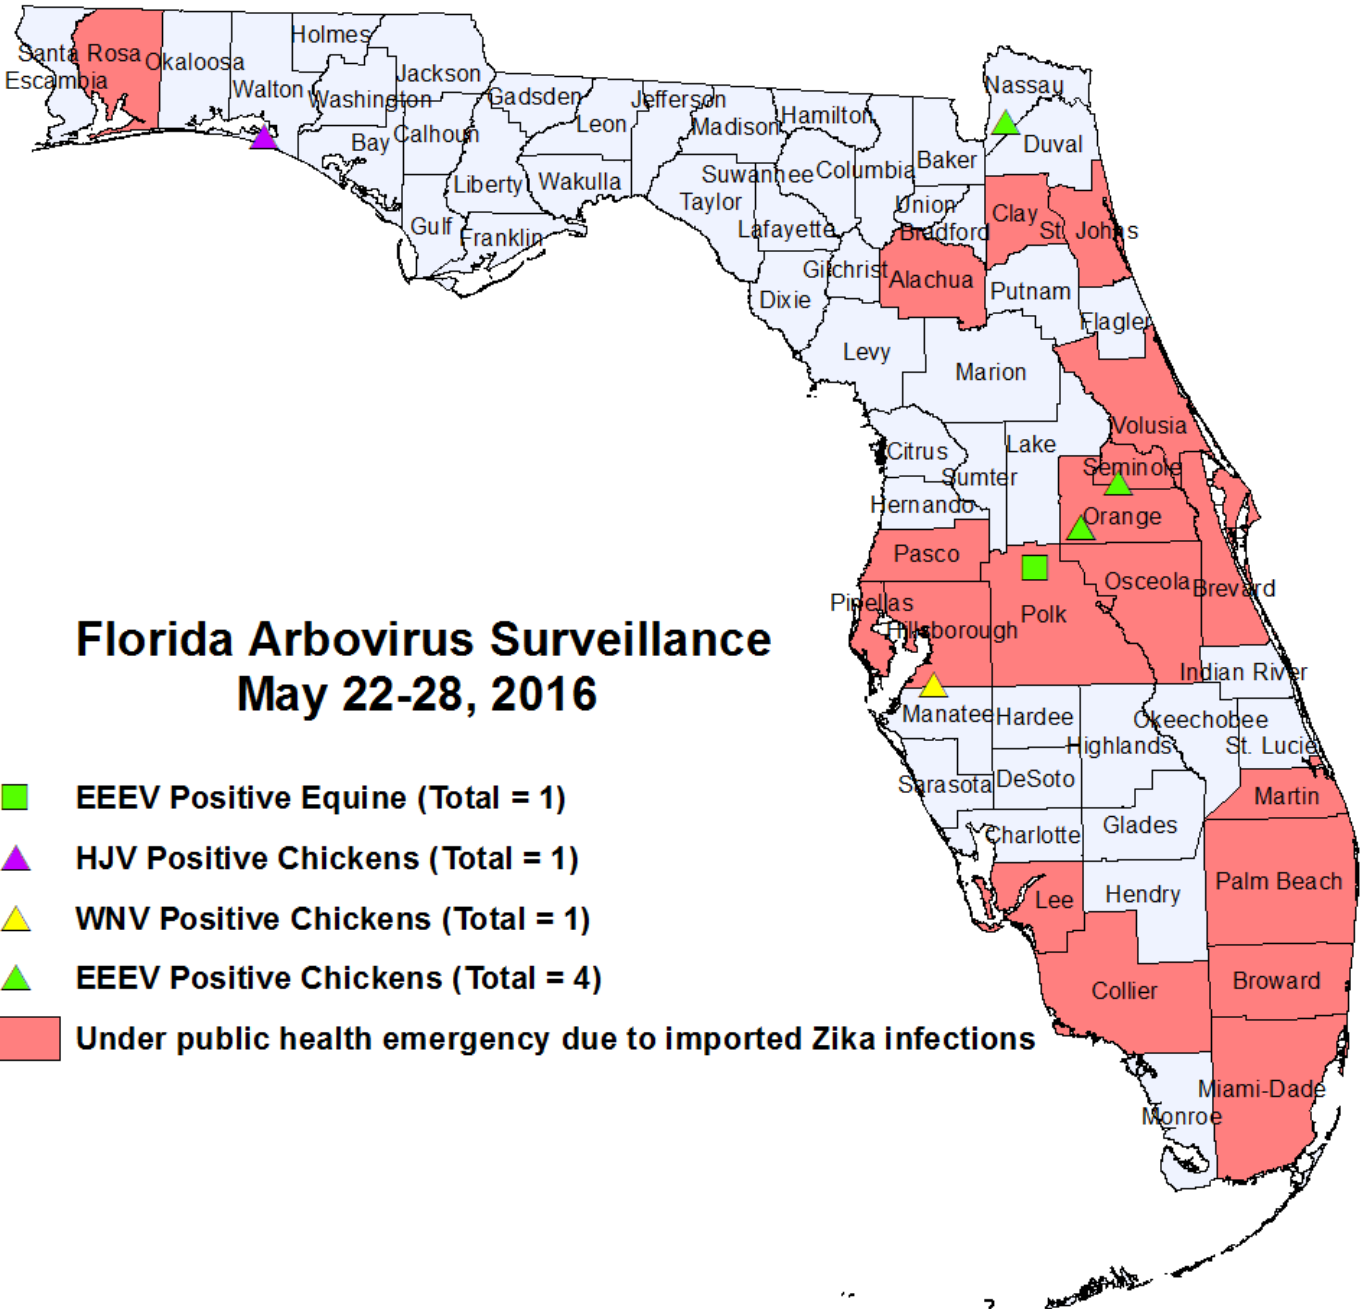 Holmes
Santa Rosa
Okaloosa
Jackson
Escambia
Walton
Washington
Gadsden
Jefferson
Nassau
Hamilton
Leon
Madison
Bay
Calhoun
Duval
Baker
Suwannee
Columbia
Liberty
Wakulla
Taylor
Union
Clay
Gulf
Franklin
Lafayette
Bradford
St. Johns
Gilchrist
Alachua
Dixie
Putnam
Flagler
Levy
Marion
Volusia
Citrus
Lake
Sumter
Seminole
Hernando
Orange
Pasco
Osceola
Brevard
Pinellas
Polk
Hillsborough
Florida Arbovirus Surveillance
May 22-28, 2016
Indian River
Manatee
Hardee
Okeechobee
Highlands
St. Lucie
Sarasota
DeSoto
Martin
Charlotte
Glades
Palm Beach
Lee
Hendry
Broward
Collier
Miami-Dade
Monroe
EEEV Positive Equine (Total = 1)
HJV Positive Chickens (Total = 1)
WNV Positive Chickens (Total = 1)
EEEV Positive Chickens (Total = 4)
Under public health emergency due to imported Zika infections